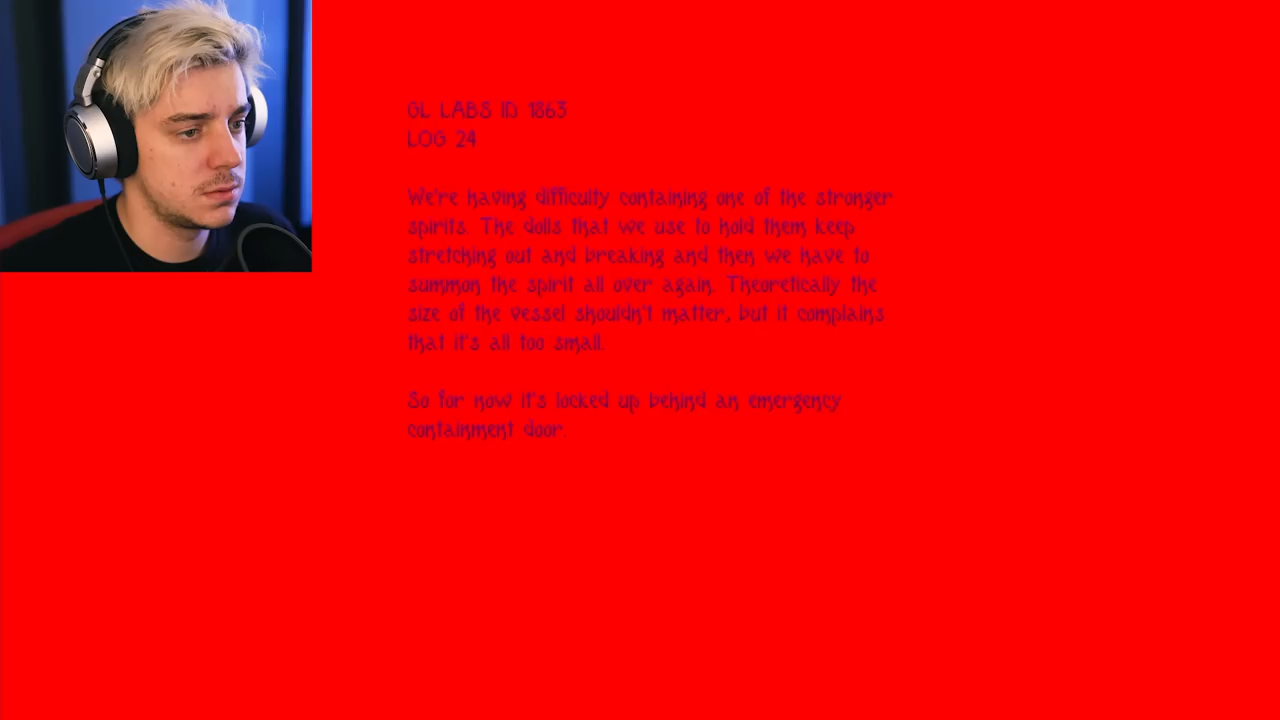 GL LABS ID 1863
LOG 24
We're having difficulty containing one of the stronger
spirits. The dolls that we use to hold them keep
stretching out and breaking and then we have to
summon the spirit all over again. Theoretically the
size of the vessel shouldn't matter, but it complains
that it's all too small.
So for now it's locked up behind an emergency
containment door.